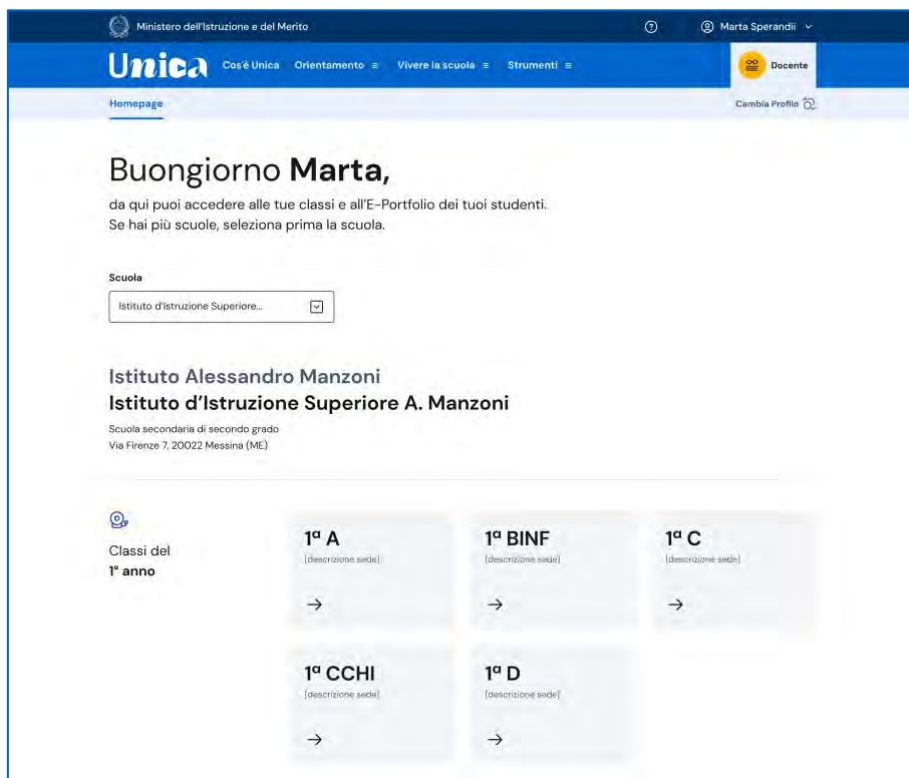 Ministero dell'Istruzione e del Merito
Marta Sperandii
Unica
Cos'è Unica Orientamento Vivere la scuola Strumenti
Docente
Homepage
Cambia Profilo
Buongiorno Marta,
da qui puoi accedere alle tue classi e all'E-Portfolio dei tuoi studenti.
Se hai più scuole, seleziona prima la scuola.
Scuola
Istituto d'Istruzione Superiore...
Istituto Alessandro Manzoni
Istituto d'Istruzione Superiore A. Manzoni
Scuola secondaria di secondo grado
Via Firenze 7, 20022 Messina (ME)
Classi del
1° anno
1ª A
[descrizione sede]
1ª BINF
[descrizione sede]
1ª C
[descrizione sede]
1ª CCHI
[descrizione sede]
1ª D
[descrizione sede]